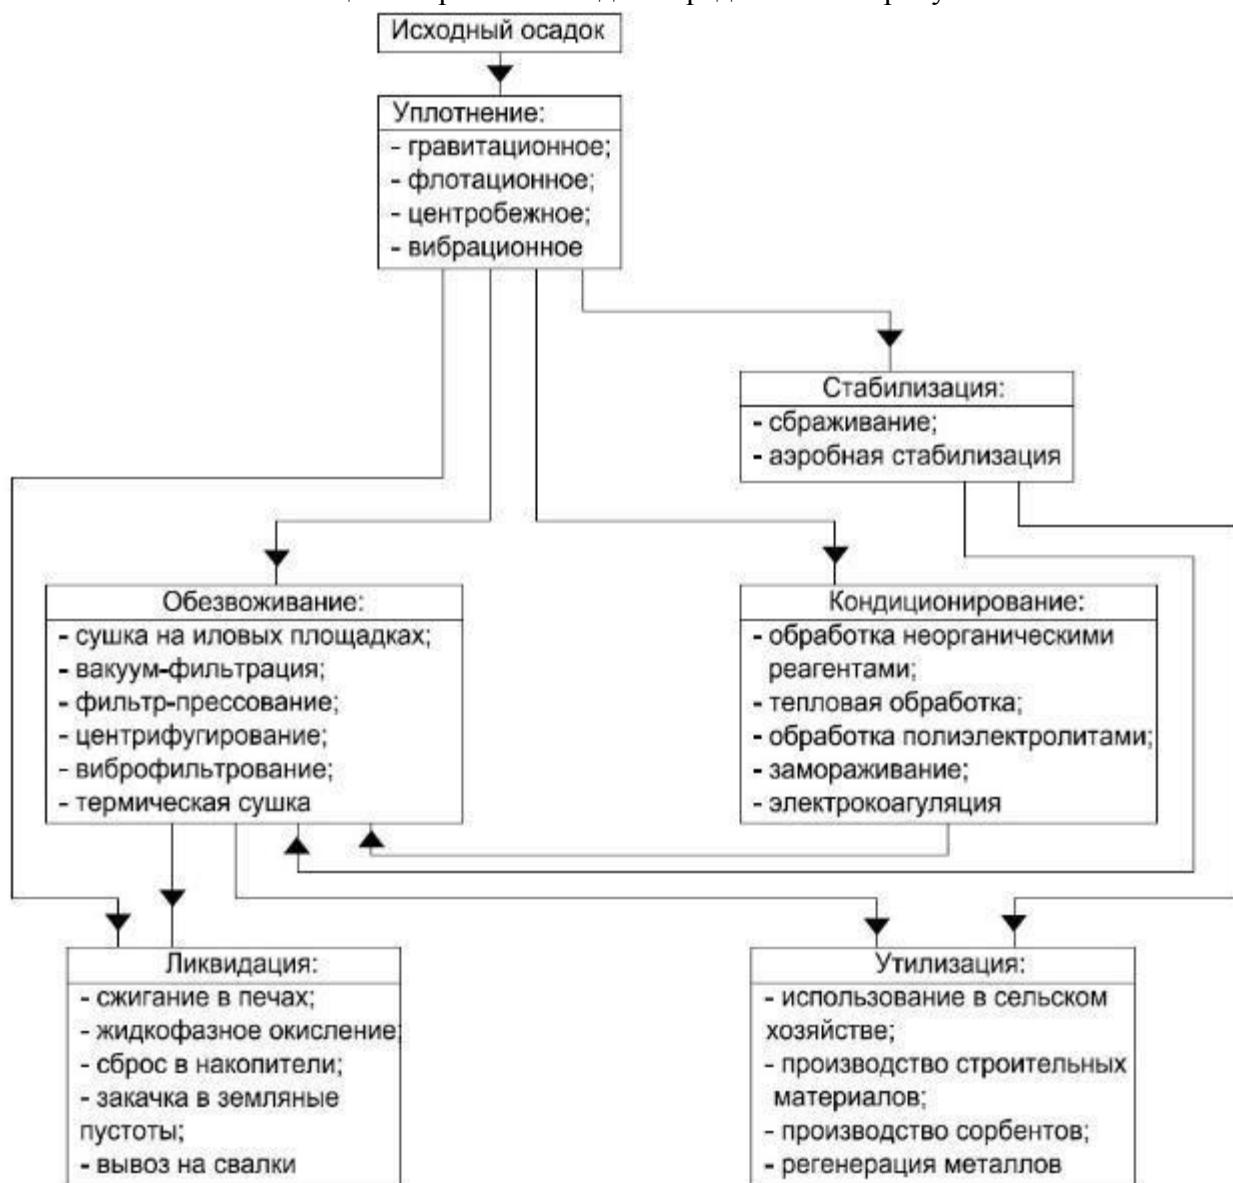 Исходный осадок
Уплотнение:
- гравитационное;
- флотационное;
- центробежное;
- вибрационное
Стабилизация:
- сбраживание;
- аэробная стабилизация
Обезвоживание:
- сушка на иловых площадках;
- вакуум-фильтрация;
- фильтр-прессование;
- центрифугирование;
- виброфильтрование;
- термическая сушка
Кондиционирование:
- обработка неорганическими
реагентами;
- тепловая обработка;
- обработка полиэлектролитами;
- замораживание;
- электрокоагуляция
Ликвидация:
- сжигание в печах;
- жидкофазное окисление;
- сброс в накопители;
- закачка в земляные
пустоты;
- вывоз на свалки
Утилизация:
- использование в сельском
хозяйстве;
- производство строительных
материалов;
- производство сорбентов;
- регенерация металлов